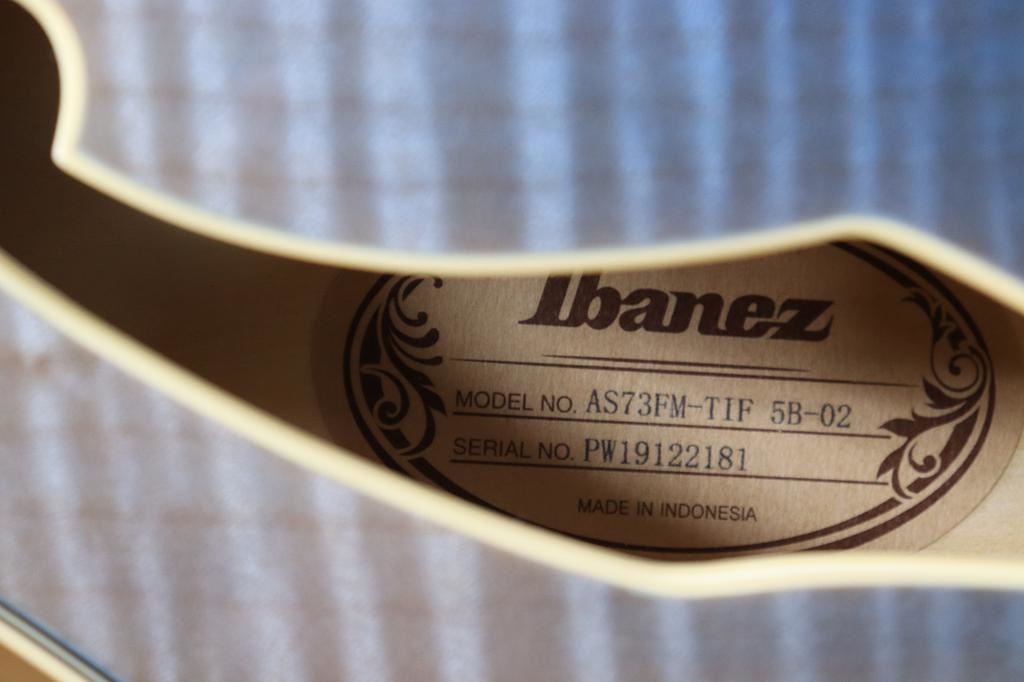 Ibanez
MODEL NO. AS73FM-TIF 5B-02
SERIAL NO. PW19122181
MADE IN INDONESIA